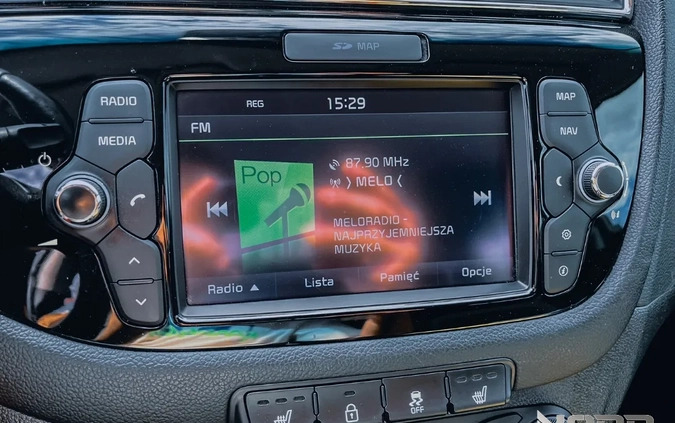 SD MAP
RADIO
MEDIA
MAP
NAV
REG 15:29
FM
Pop
87.90 MHz
MELO
MELORADIO -
NAJPRZYJEMNIEJSZA
MUZYKA
Radio Lista Pamięć Opcje
OFF